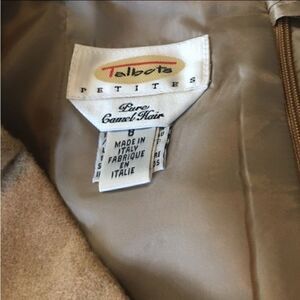 Talbots
PETITES
Pure
Camel Hair
8
MADE IN
ITALY
FABRIQUE
EN
ITALIE